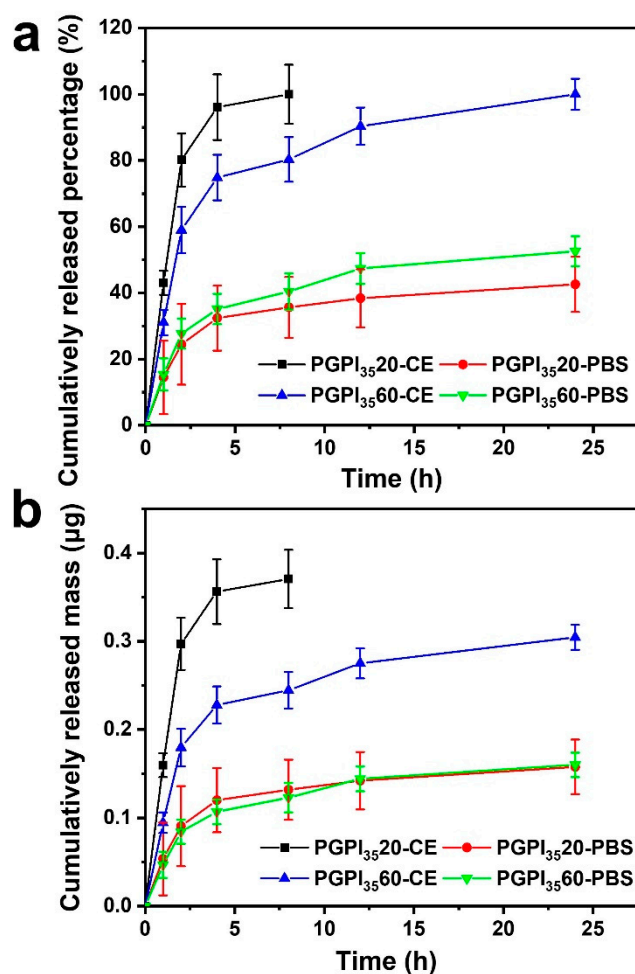 a
Cumulatively released percentage (%)
120
100
80
60
40
20
0
PGPI₃₅20-CE PGPI₃₅20-PBS
PGPI₃₅60-CE PGPI₃₅60-PBS
0 5 10 15 20 25
Time (h)
b
Cumulatively released mass (μg)
0.4
0.3
0.2
0.1
0.0
PGPI₃₅20-CE PGPI₃₅20-PBS
PGPI₃₅60-CE PGPI₃₅60-PBS
0 5 10 15 20 25
Time (h)